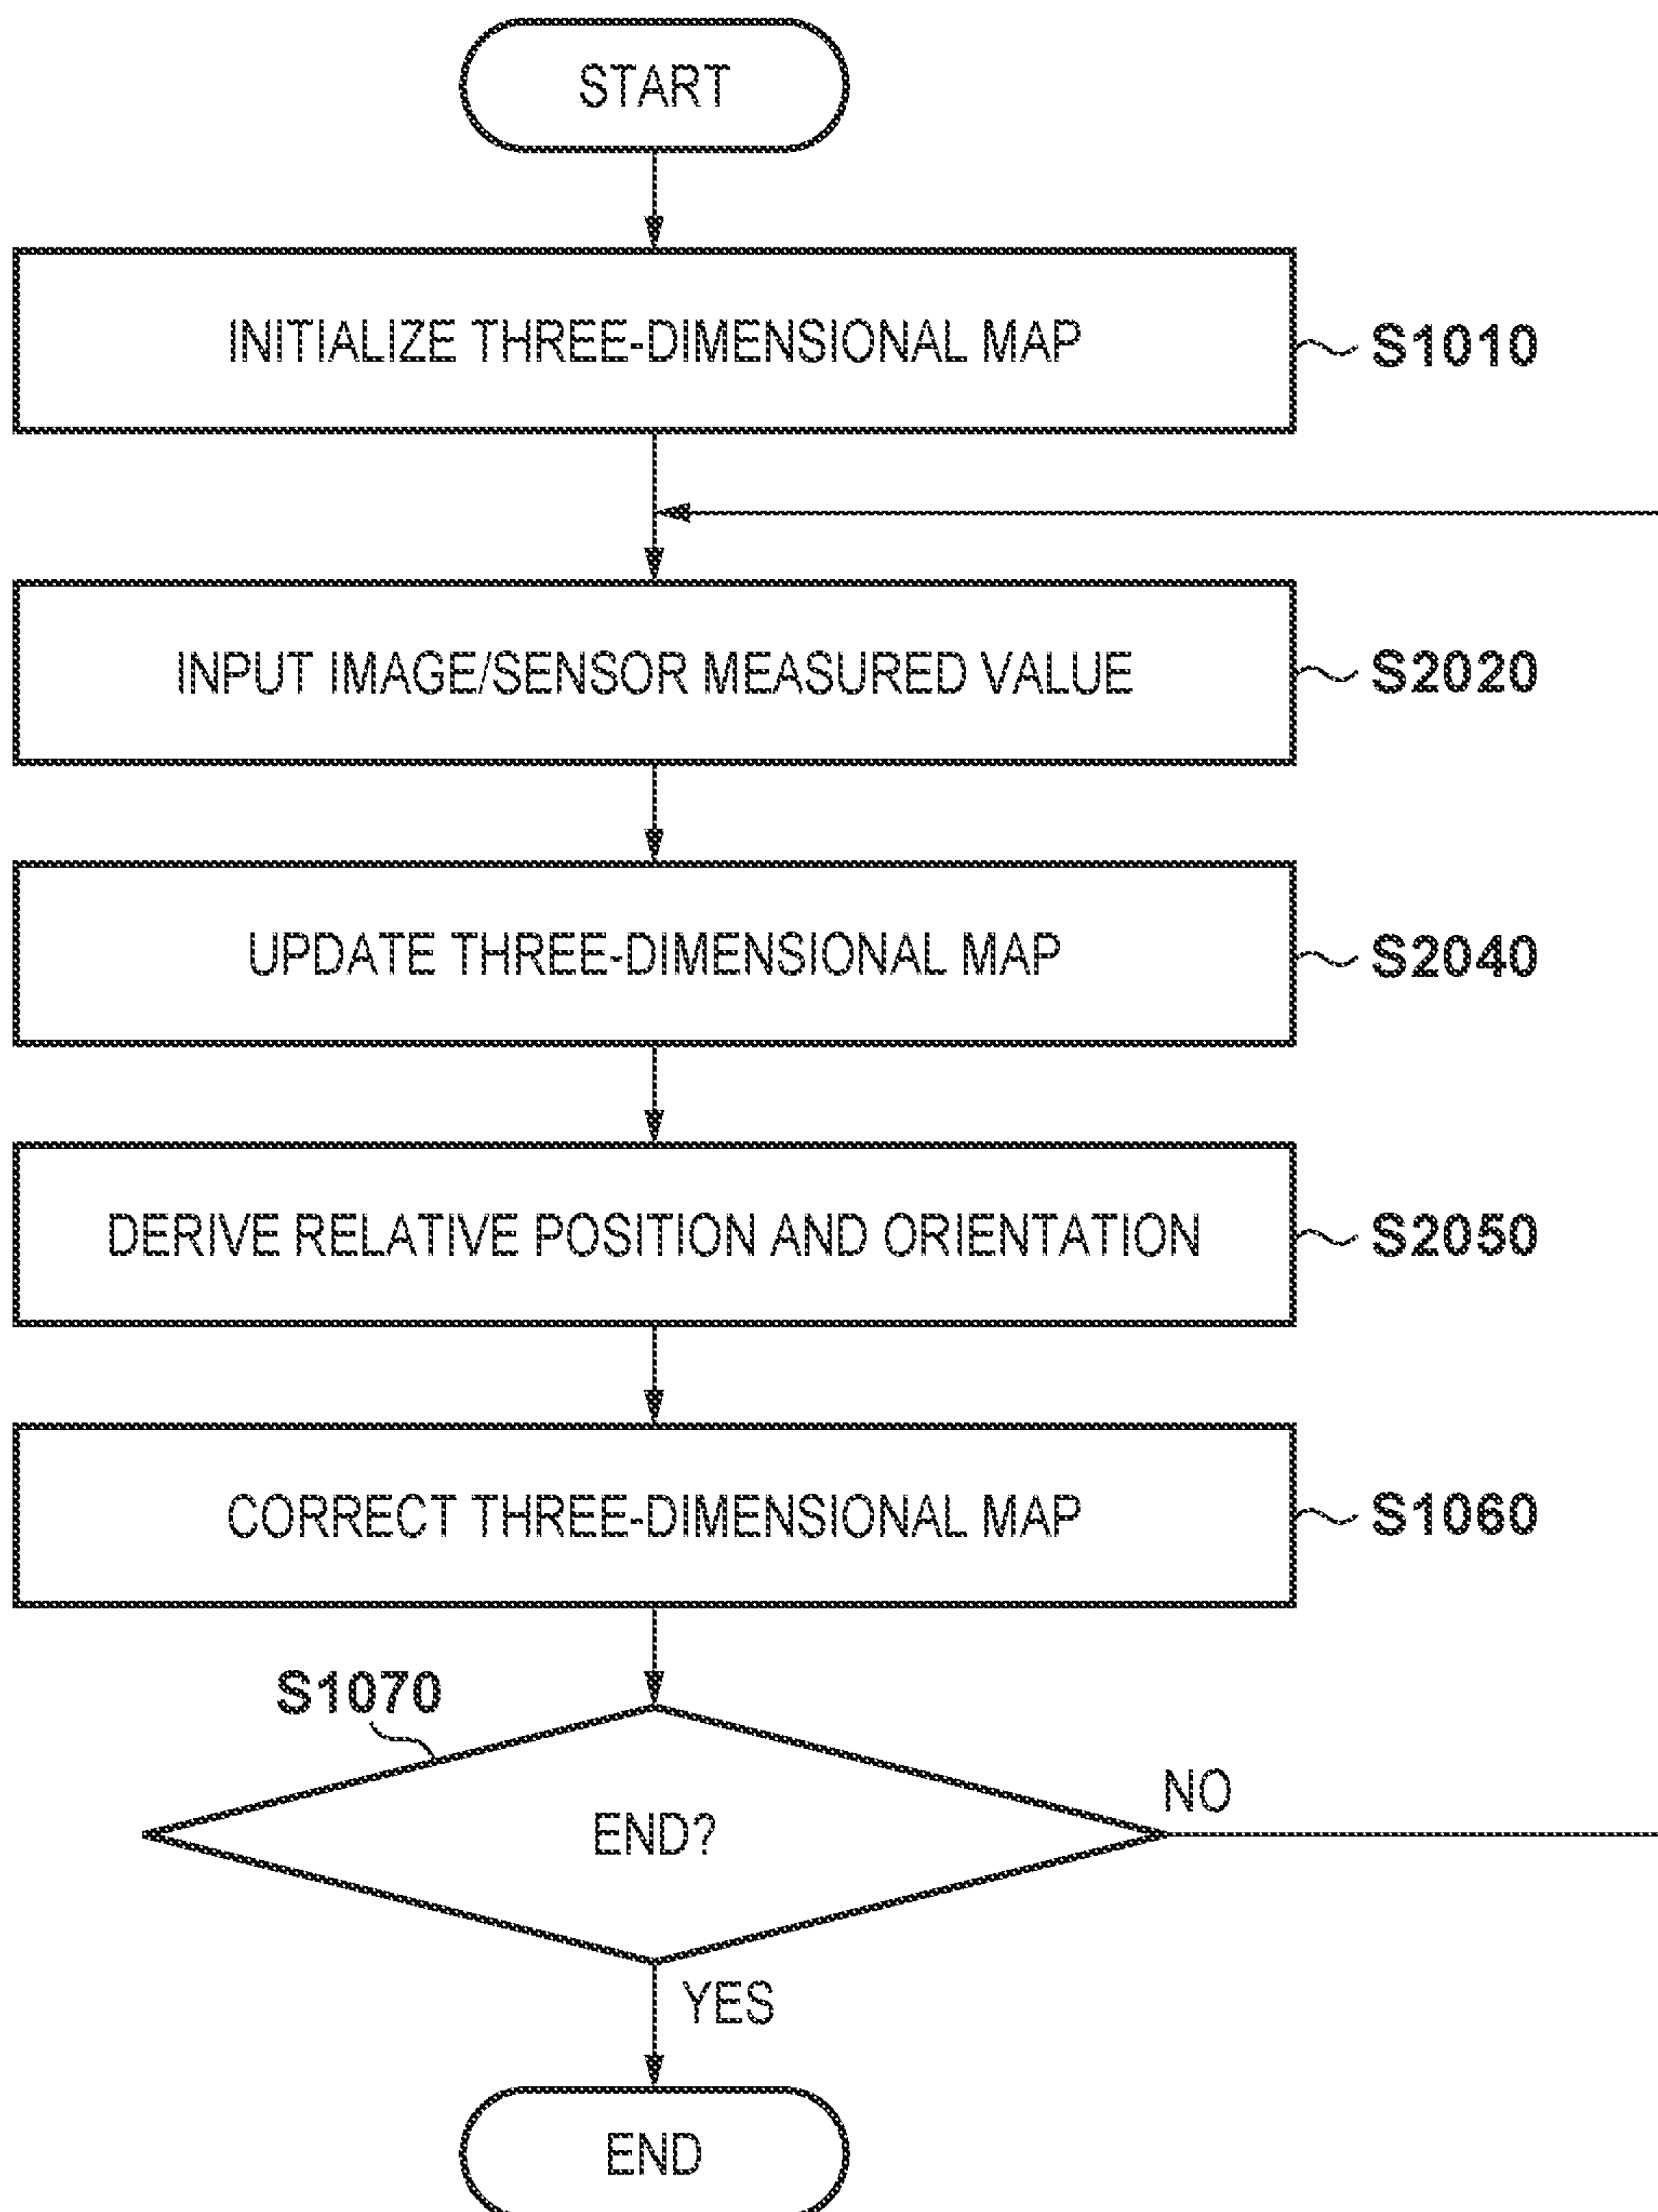 START
INITIALIZE THREE-DIMENSIONAL MAP
S1010
INPUT IMAGE/SENSOR MEASURED VALUE
S2020
UPDATE THREE-DIMENSIONAL MAP
S2040
DERIVE RELATIVE POSITION AND ORIENTATION
S2050
CORRECT THREE-DIMENSIONAL MAP
S1060
S1070
NO
END?
YES
END